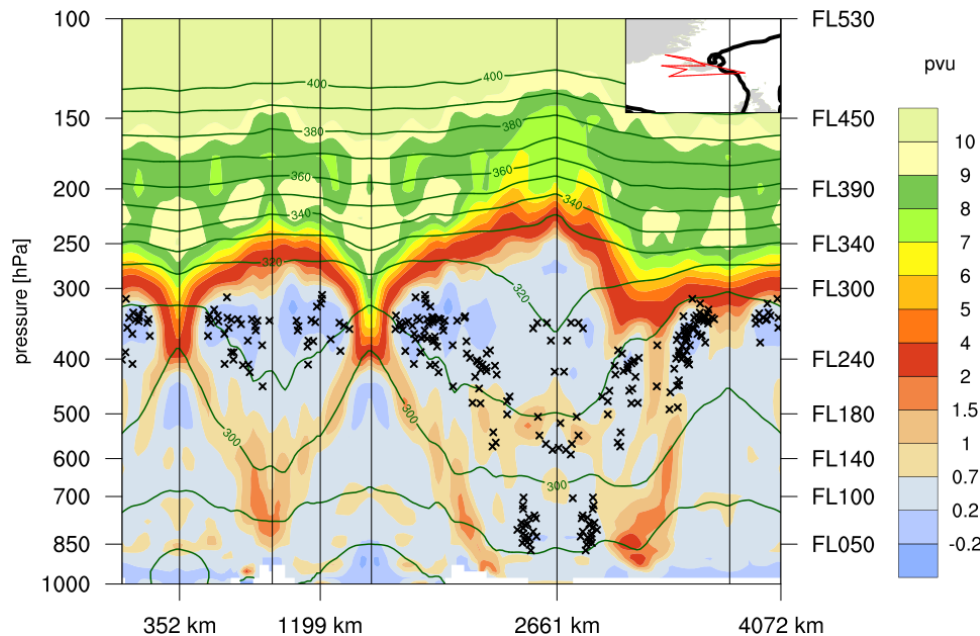 100
150
200
250
300
400
500
600
700
850
1000
pressure [hPa]
400
400
380
380
360
360
340
340
320
320
300
300
FL530
FL450
FL390
FL340
FL300
FL240
FL180
FL140
FL100
FL050
352 km
1199 km
2661 km
4072 km
pvu
10
9
8
7
6
5
4
2
1.5
1
0.7
0.2
-0.2